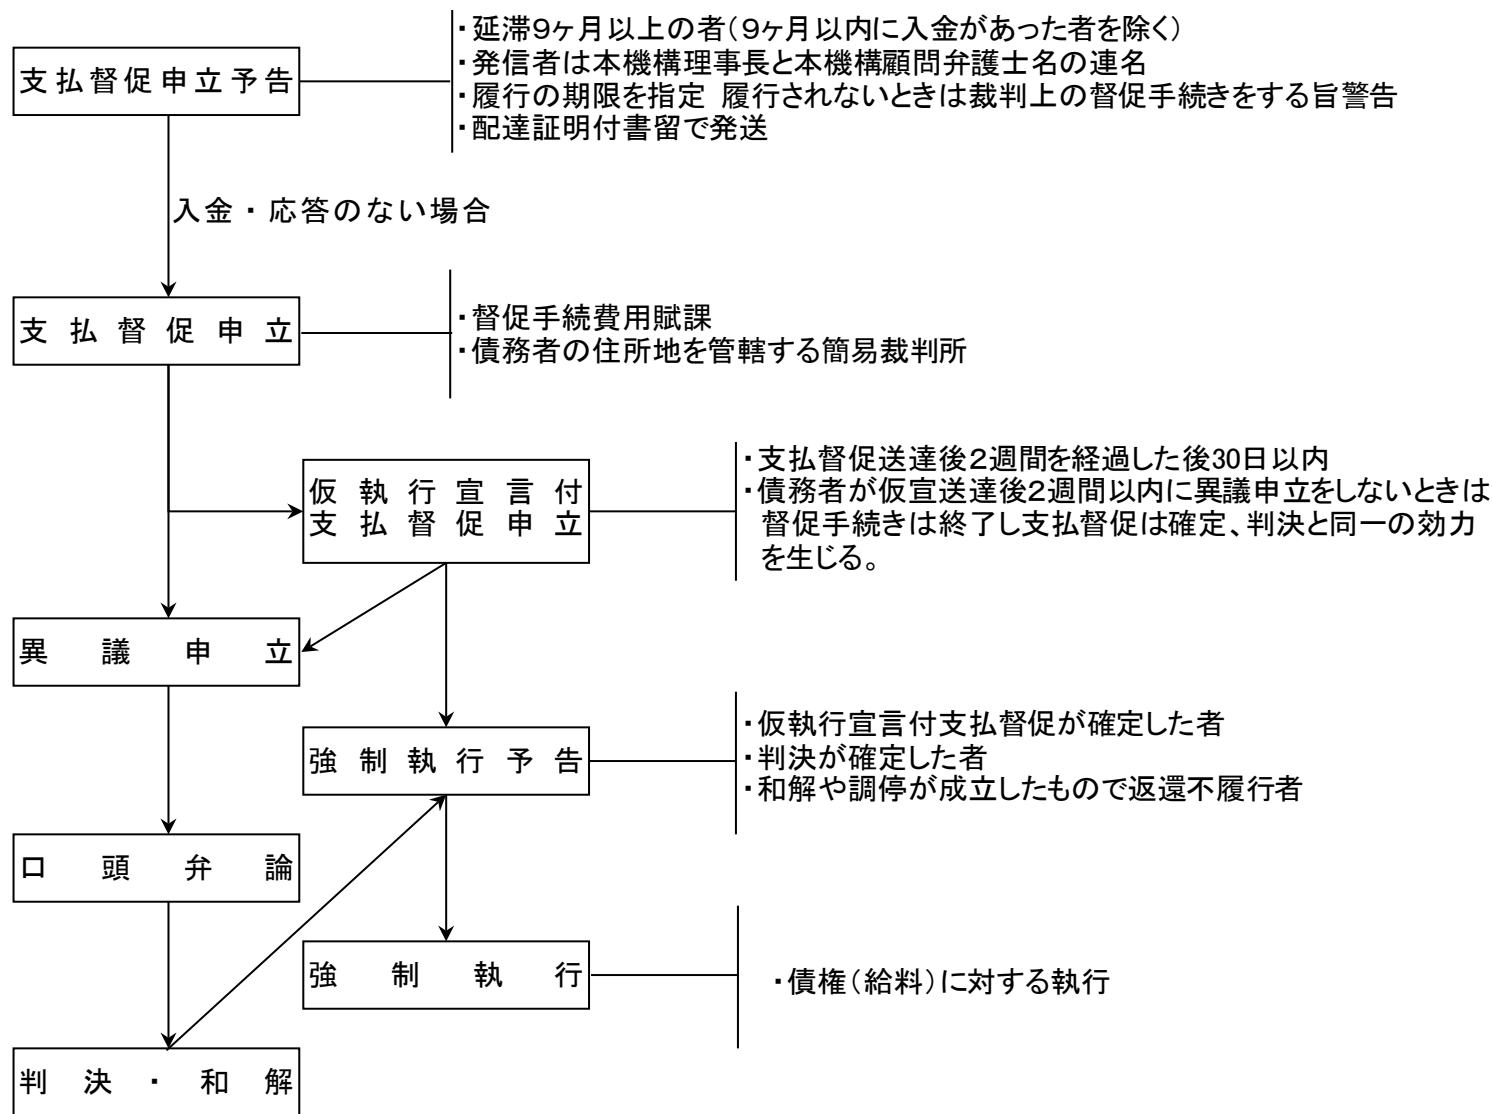 ・延滞9ヶ月以上の者(9ヶ月以内に入金があった者を除く)
支払督促申立予告
・発信者は本機構理事長と本機構顧問弁護士名の連名
・履行の期限を指定 履行されないときは裁判上の督促手続きをする旨警告
・配達証明付書留で発送
入金・応答のない場合
支払督促申立
・督促手続費用賦課
・債務者の住所地を管轄する簡易裁判所
仮執行宣言付
支払督促申立
・支払督促送達後2週間を経過した後30日以内
・債務者が仮宣送達後2週間以内に異議申立をしないときは
督促手続きは終了し支払督促は確定、判決と同一の効力
を生じる。
異議申立
強制執行予告
・仮執行宣言付支払督促が確定した者
・判決が確定した者
・和解や調停が成立したもので返還不履行者
口頭弁論
強制執行
・債権(給料)に対する執行
判決・和解